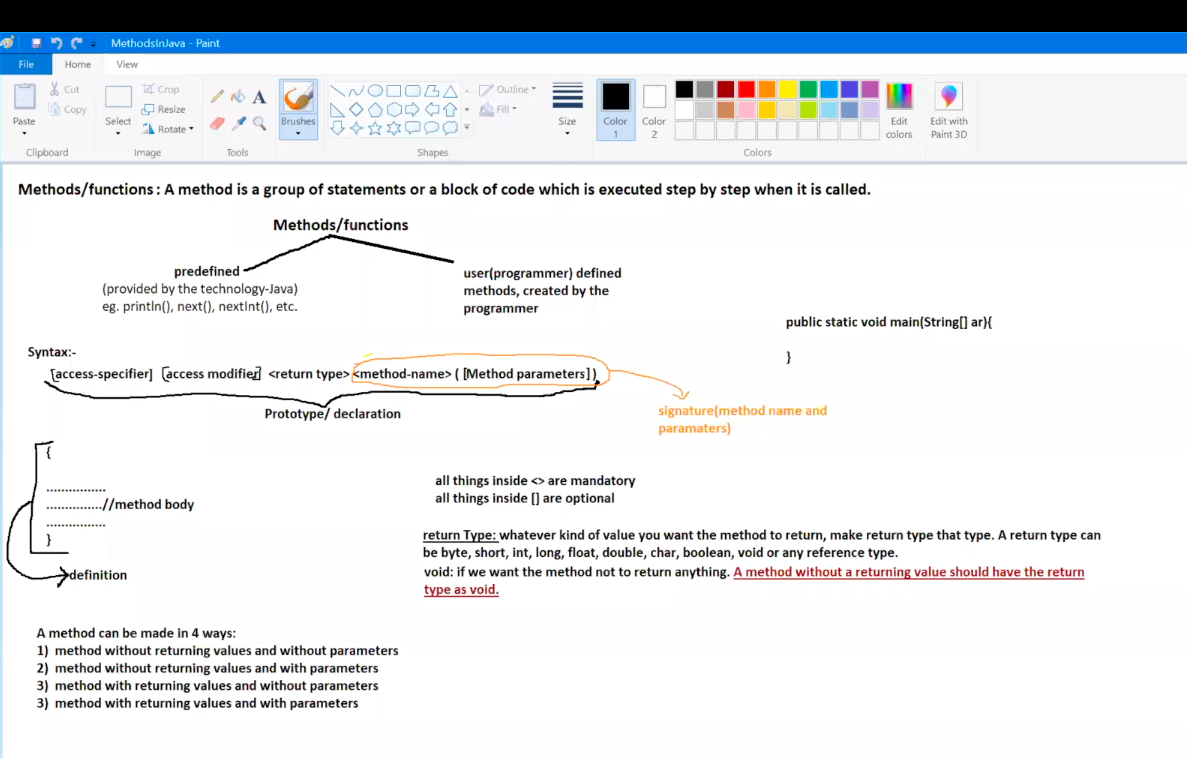 MethodsInJava - Paint
File
Home
View
Paste
Cut
Copy
Clipboard
Select
Crop
Resize
Rotate
Image
A
Tools
Brushes
Outline
Fill
Shapes
Size
Color
1
Color
2
Edit
colors
Edit with
Paint 3D
Colors
Methods/functions : A method is a group of statements or a block of code which is executed step by step when it is called.
Methods/functions
predefined
(provided by the technology-Java)
eg. println(), next(), nextInt(), etc.
user(programmer) defined
methods, created by the
programmer
public static void main(String[] ar){
}
Syntax:-
[access-specifier] [access modifier] <return type> <method-name> ( [Method parameters] )
Prototype/ declaration
signature(method name and
paramaters)
{
................
...............//method body
................
}
definition
all things inside <> are mandatory
all things inside [] are optional
return Type: whatever kind of value you want the method to return, make return type that type. A return type can
be byte, short, int, long, float, double, char, boolean, void or any reference type.
void: if we want the method not to return anything. A method without a returning value should have the return
type as void.
A method can be made in 4 ways:
1) method without returning values and without parameters
2) method without returning values and with parameters
3) method with returning values and without parameters
3) method with returning values and with parameters